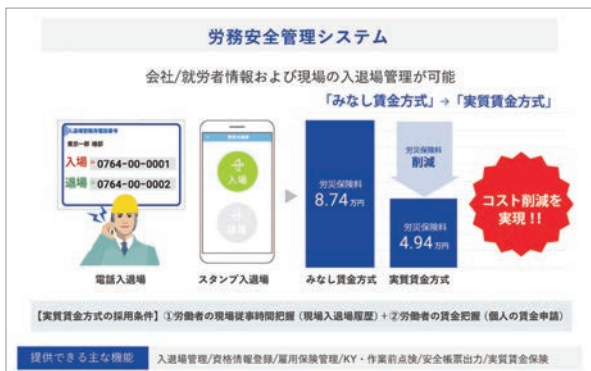 労務安全管理システム
会社/就労者情報および現場の入退場管理が可能
「みなし賃金方式」→「実質賃金方式」
入場 0764-00-0001
退場 0764-00-0002
入場
電話入退場
スタンプ入退場
労災保険料
8.74万円
労災保険料
削減
労災保険料
4.94万円
みなし賃金方式
実質賃金方式
コスト削減を
実現!!
【実質賃金方式の採用条件】①労働者の現場従事時間把握(現場入退場履歴)+②労働者の賃金把握(個人の賃金申請)
提供できる主な機能
入退場管理/資格情報登録/雇用保険管理/KY・作業前点検/安全帳票出力/実質賃金保険